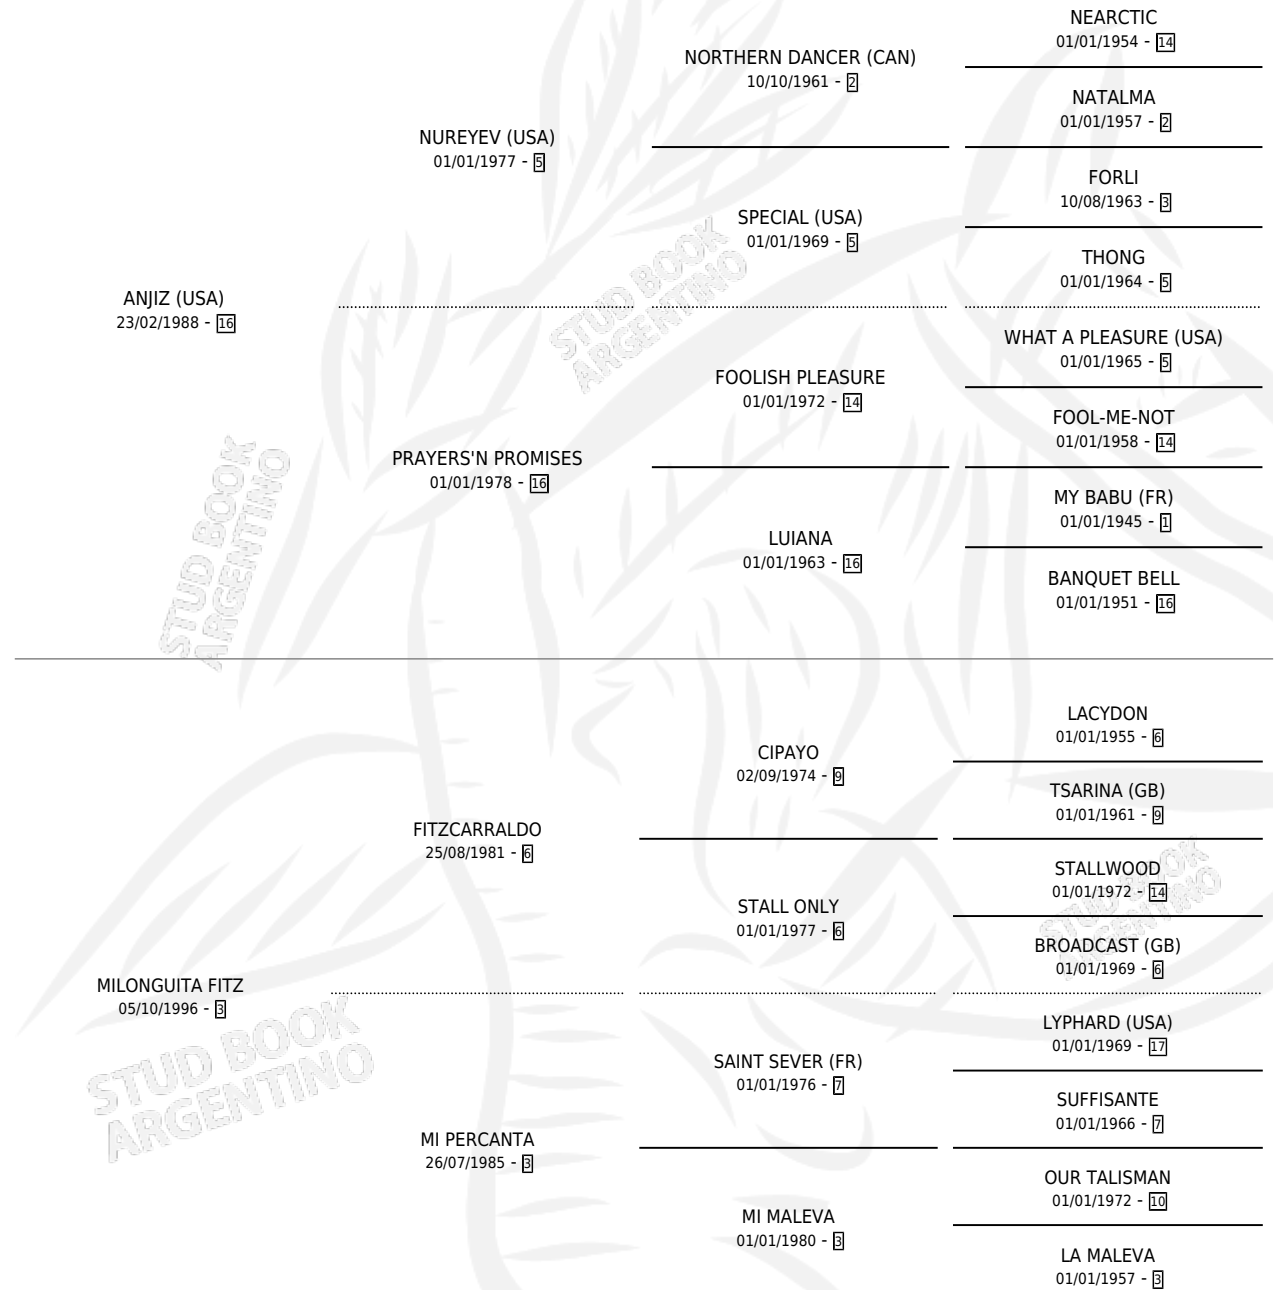 NEARCTIC
01/01/1954 - 14
NORTHERN DANCER (CAN)
10/10/1961 - 2
NATALMA
01/01/1957 - 2
NUREYEV (USA)
01/01/1977 - 5
FORLI
10/08/1963 - 3
SPECIAL (USA)
01/01/1969 - 5
THONG
01/01/1964 - 5
ANJIZ (USA)
23/02/1988 - 16
WHAT A PLEASURE (USA)
01/01/1965 - 5
FOOLISH PLEASURE
01/01/1972 - 14
FOOL-ME-NOT
01/01/1958 - 14
PRAYERS'N PROMISES
01/01/1978 - 16
MY BABU (FR)
01/01/1945 - 1
LUIANA
01/01/1963 - 16
BANQUET BELL
01/01/1951 - 16
LACYDON
01/01/1955 - 6
CIPAYO
02/09/1974 - 9
TSARINA (GB)
01/01/1961 - 9
FITZCARRALDO
25/08/1981 - 6
STALLWOOD
01/01/1972 - 14
STALL ONLY
01/01/1977 - 6
BROADCAST (GB)
01/01/1969 - 6
MILONGUITA FITZ
05/10/1996 - 3
LYPHARD (USA)
01/01/1969 - 17
SAINT SEVER (FR)
01/01/1976 - 7
SUFFISANTE
01/01/1966 - 7
MI PERCANTA
26/07/1985 - 3
OUR TALISMAN
01/01/1972 - 10
MI MALEVA
01/01/1980 - 3
LA MALEVA
01/01/1957 - 3
STUD BOOK
ARGENTINO
STUD BOOK
ARGENTINO
STUD BOOK
ARGENTINO
STUD BOOK
ARGENTINO